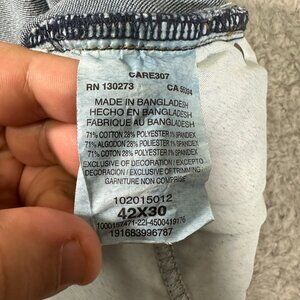 CARE307
RN 130273 CA 50394
MADE IN BANGLADESH
HECHO EN BANGLADESH
FABRIQUE AU BANGLADESH
71% COTTON 28% POLYESTER 1% SPANDEX
71% ALGODON 28% POLIESTER 1% SPANDEX
71% COTON 28% POLYESTER 1% SPANDEX
EXCLUSIVE OF DECORATION / EXCEPTO
DECORACION / EXCLUSIVE DE TRIMMING
GARNITURE NON COMPRISE
102015012
42X30
191683996787